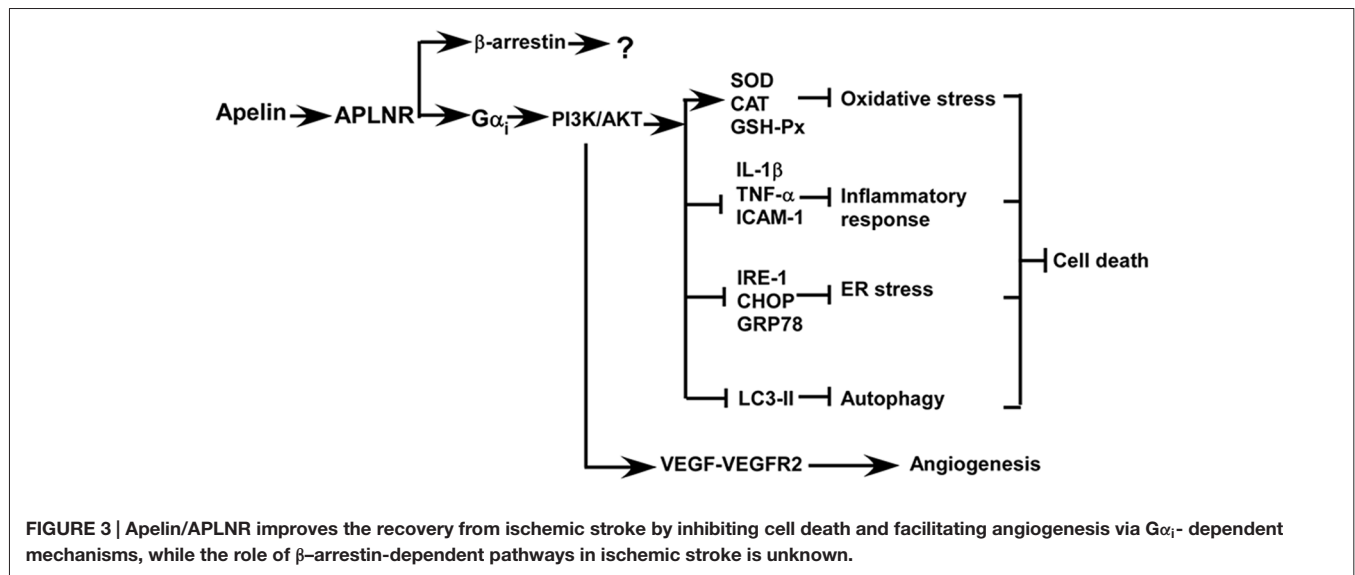 β-arrestin
?
Apelin
APLNR
Gαi
PI3K/AKT
SOD
CAT
GSH-Px
Oxidative stress
IL-1β
TNF-α
ICAM-1
Inflammatory
response
IRE-1
CHOP
GRP78
ER stress
LC3-II
Autophagy
Cell death
VEGF-VEGFR2
Angiogenesis
FIGURE 3 | Apelin/APLNR improves the recovery from ischemic stroke by inhibiting cell death and facilitating angiogenesis via Gαi- dependent
mechanisms, while the role of β–arrestin-dependent pathways in ischemic stroke is unknown.